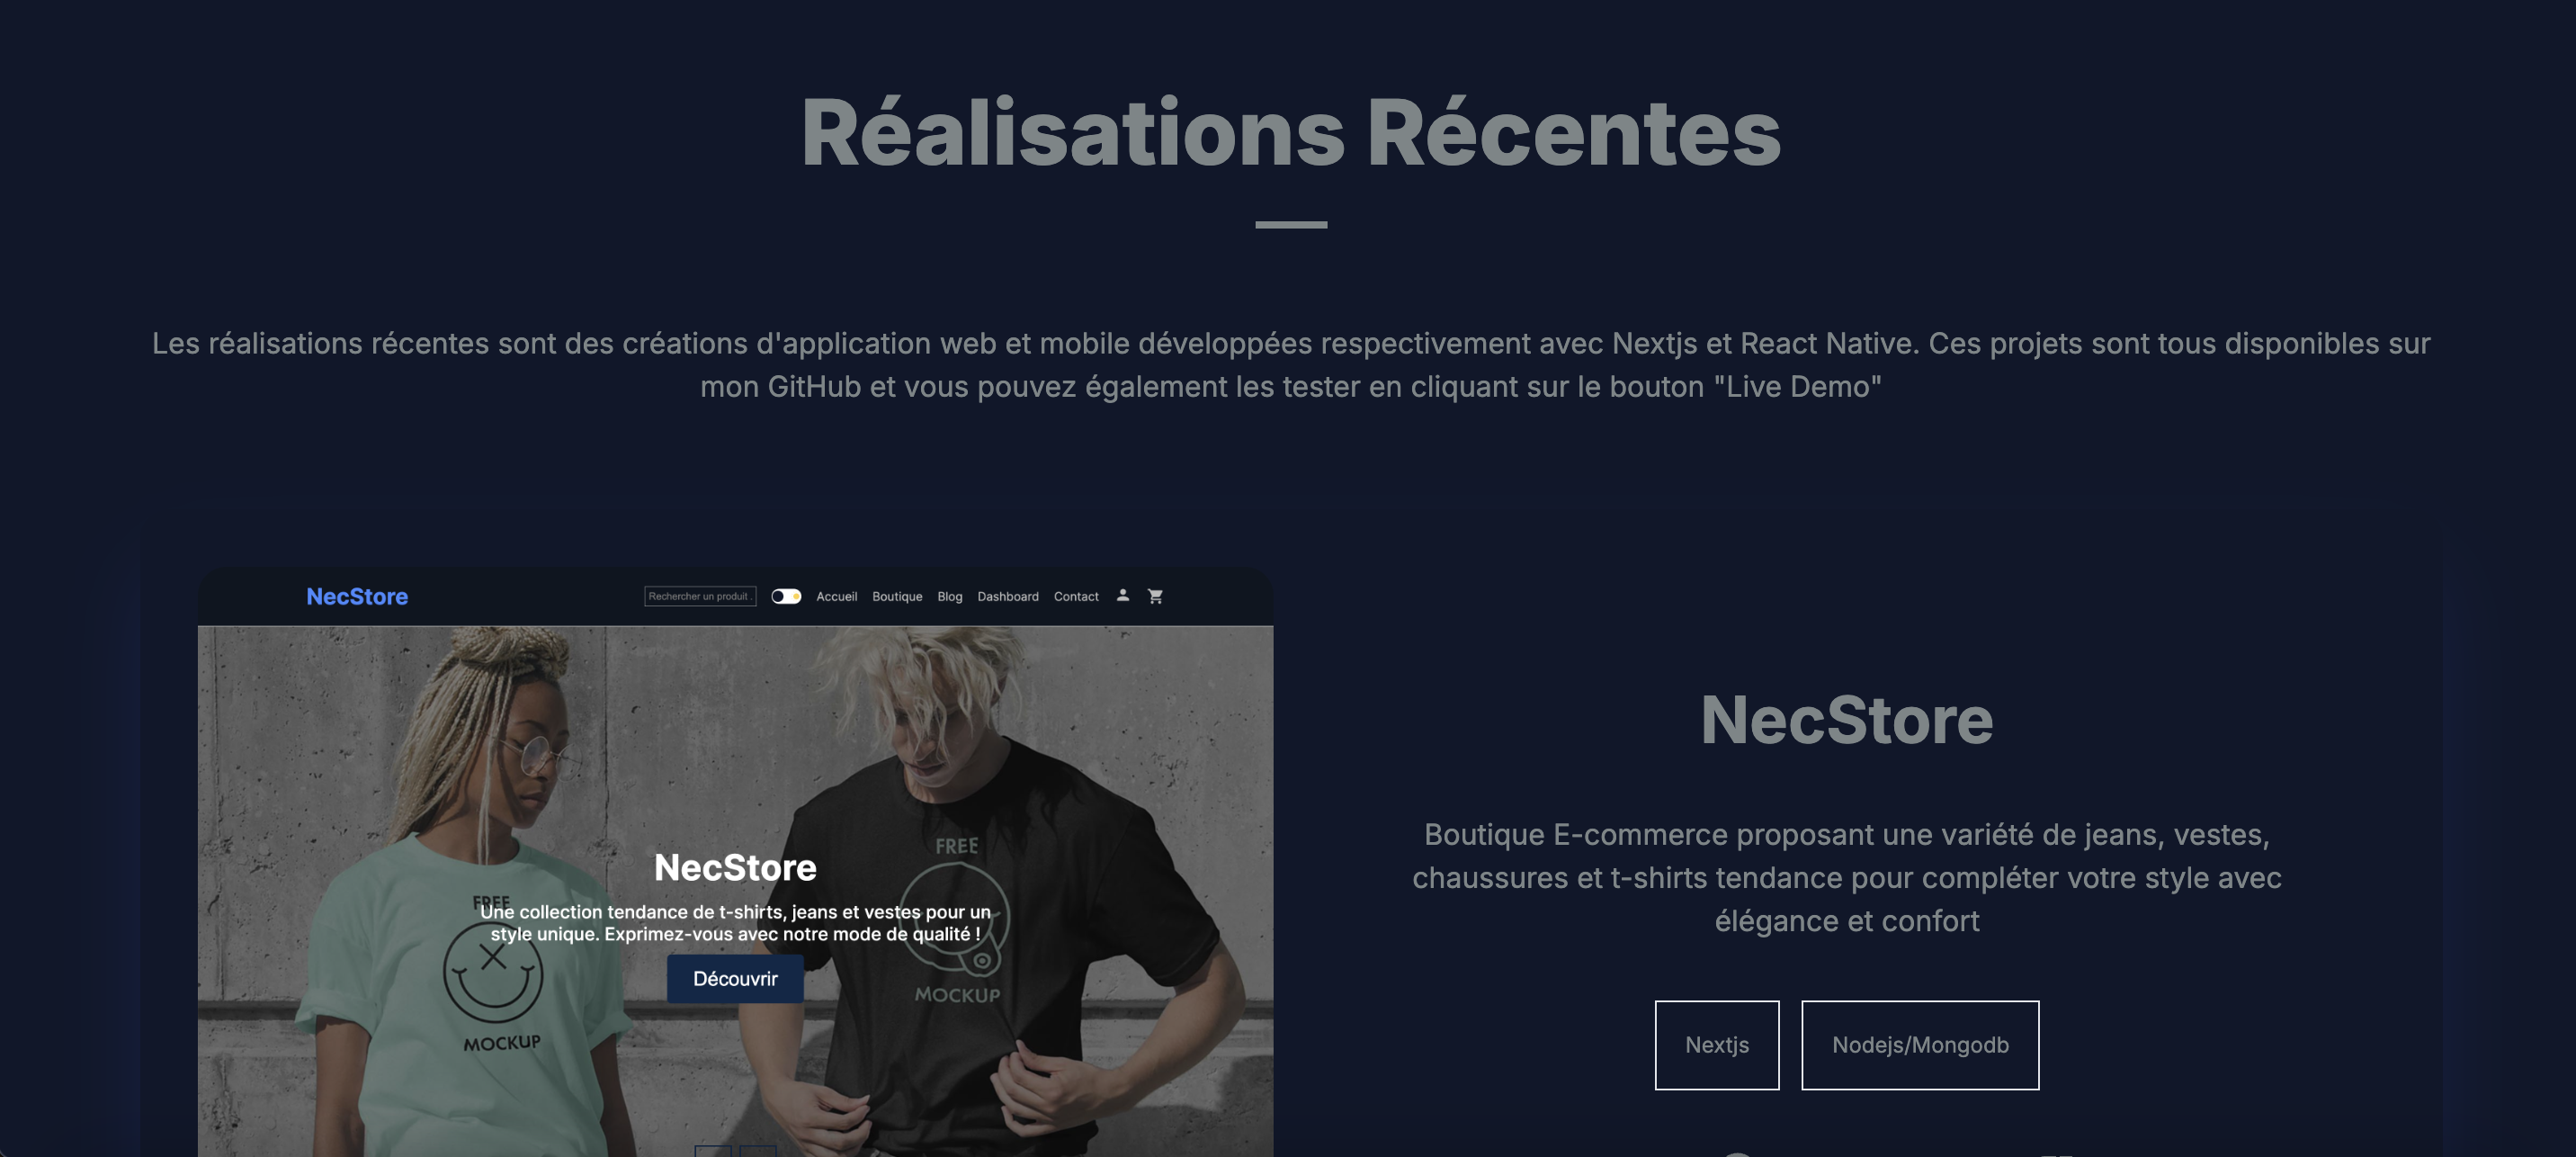 Réalisations Récentes
Les réalisations récentes sont des créations d'application web et mobile développées respectivement avec Nextjs et React Native. Ces projets sont tous disponibles sur
mon GitHub et vous pouvez également les tester en cliquant sur le bouton "Live Demo"
NecStore
Rechercher un produit .
Accueil
Boutique
Blog
Dashboard
Contact
FREE
MOCKUP
FREE
MOCKUP
NecStore
Une collection tendance de t-shirts, jeans et vestes pour un
style unique. Exprimez-vous avec notre mode de qualité !
Découvrir
NecStore
Boutique E-commerce proposant une variété de jeans, vestes,
chaussures et t-shirts tendance pour compléter votre style avec
élégance et confort
Nextjs
Nodejs/Mongodb